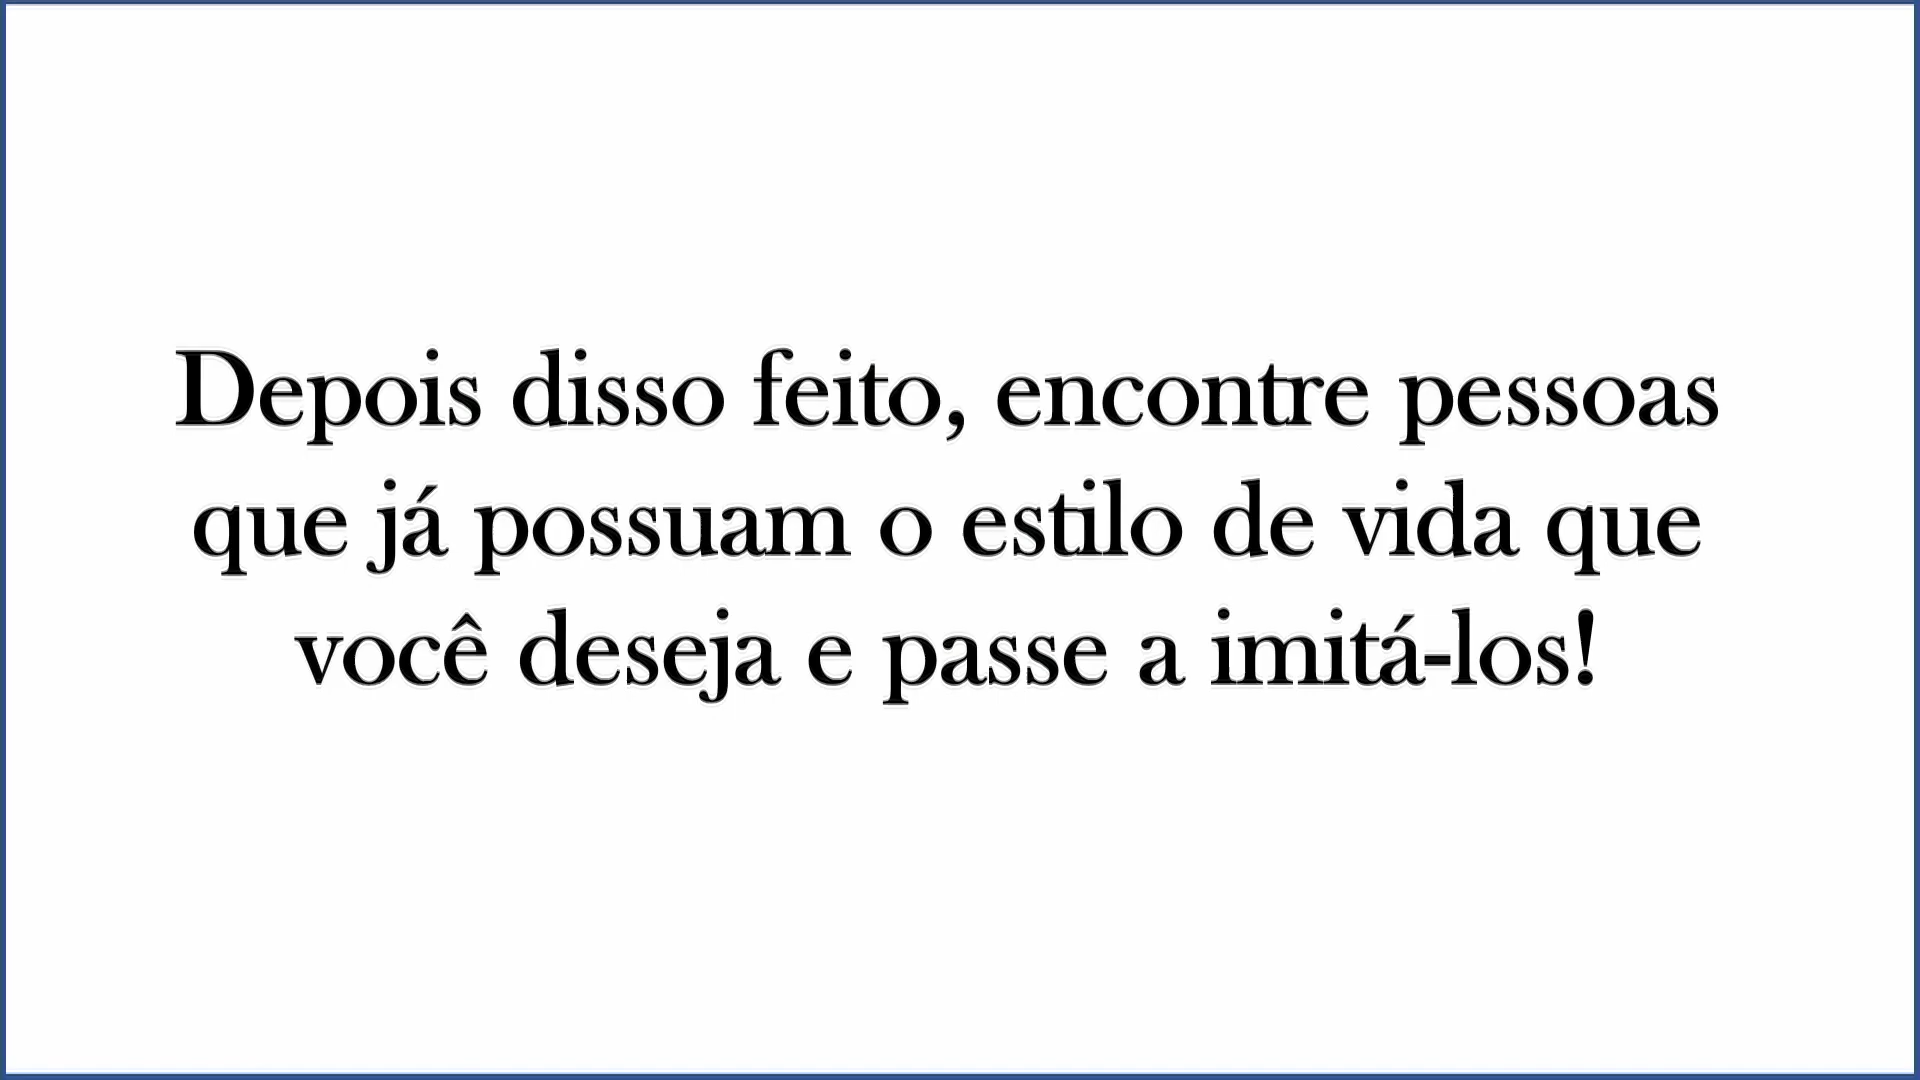 Depois disso feito, encontre pessoas
que já possuam o estilo de vida que
você deseja e passe a imitá-los!